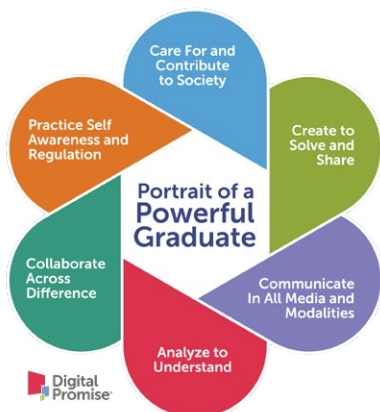 Care For and
Contribute
to Society
Create to
Solve and
Share
Communicate
In All Media and
Modalities
Analyze to
Understand
Collaborate
Across
Difference
Practice Self
Awareness and
Regulation
Portrait of a
Powerful
Graduate
Digital
Promise